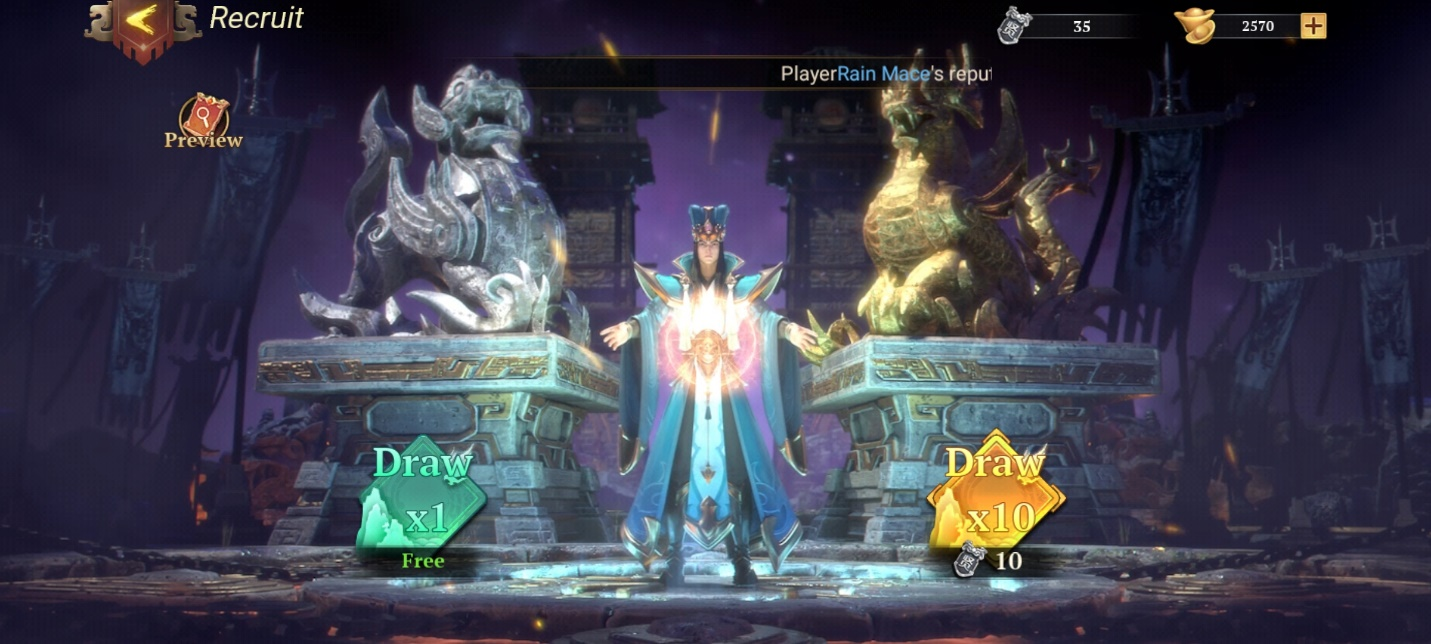 Recruit
35
2570
PlayerRain Mace's reput
Preview
Draw
x1
Free
Draw
x10
10